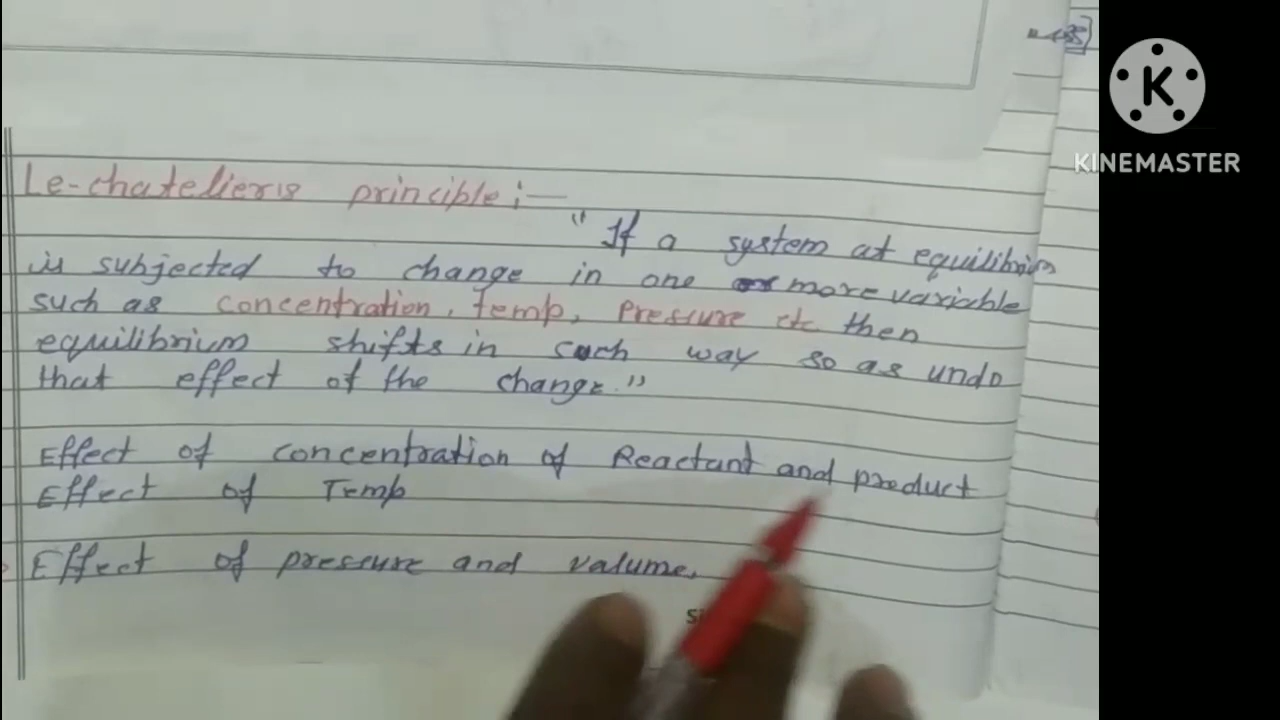 Le-chatelier's principle:—
"If a system at equilibrium
is subjected to change in one or more variable
such as concentration, temp, Pressure etc then
equilibrium shifts in such way so as undo
that effect of the change."
Effect of concentration of Reactant and product
Effect of Temp
Effect of pressure and valume.
K
KINEMASTER